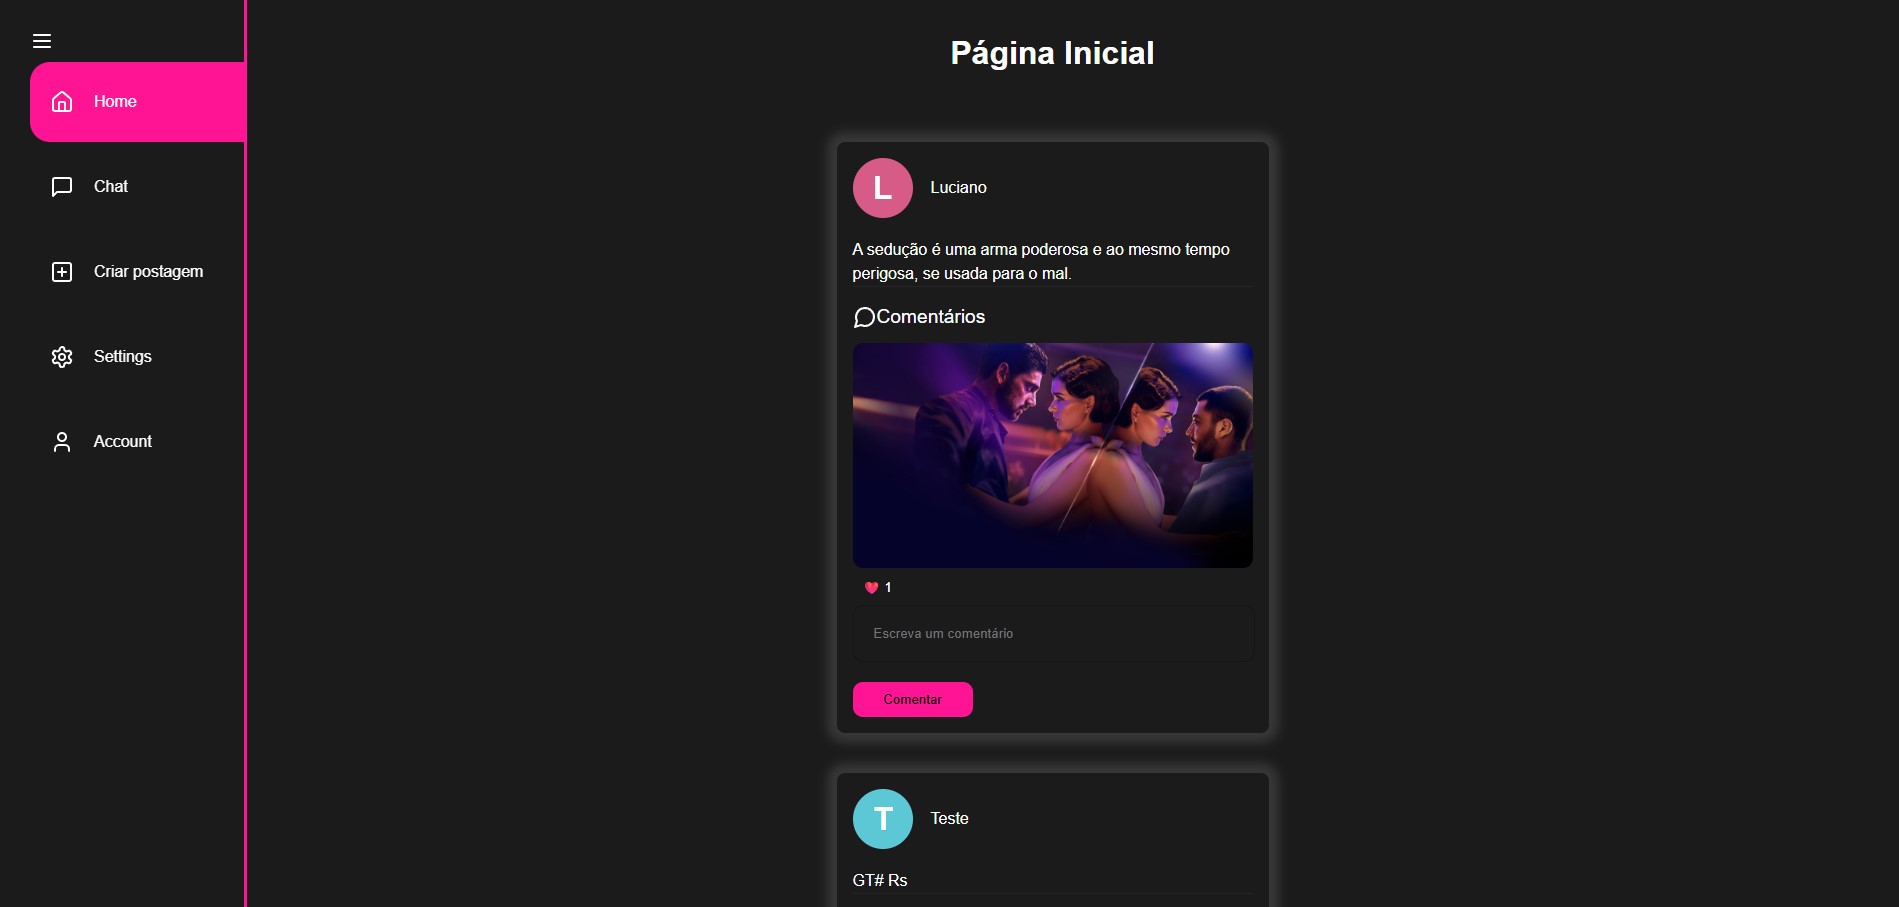 Home
Chat
Criar postagem
Settings
Account
Página Inicial
L
Luciano
A sedução é uma arma poderosa e ao mesmo tempo
perigosa, se usada para o mal.
Comentários
1
Escreva um comentário
Comentar
T
Teste
GT# Rs